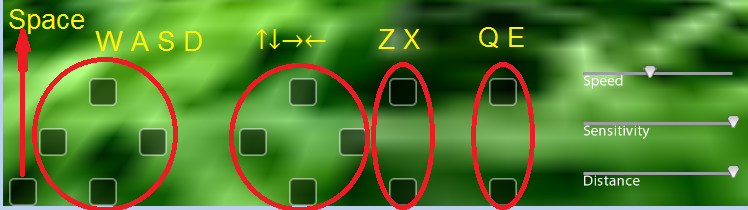 Space
W A S D
↑↓→←
Z X
Q E
Speed
Sensitivity
Distance